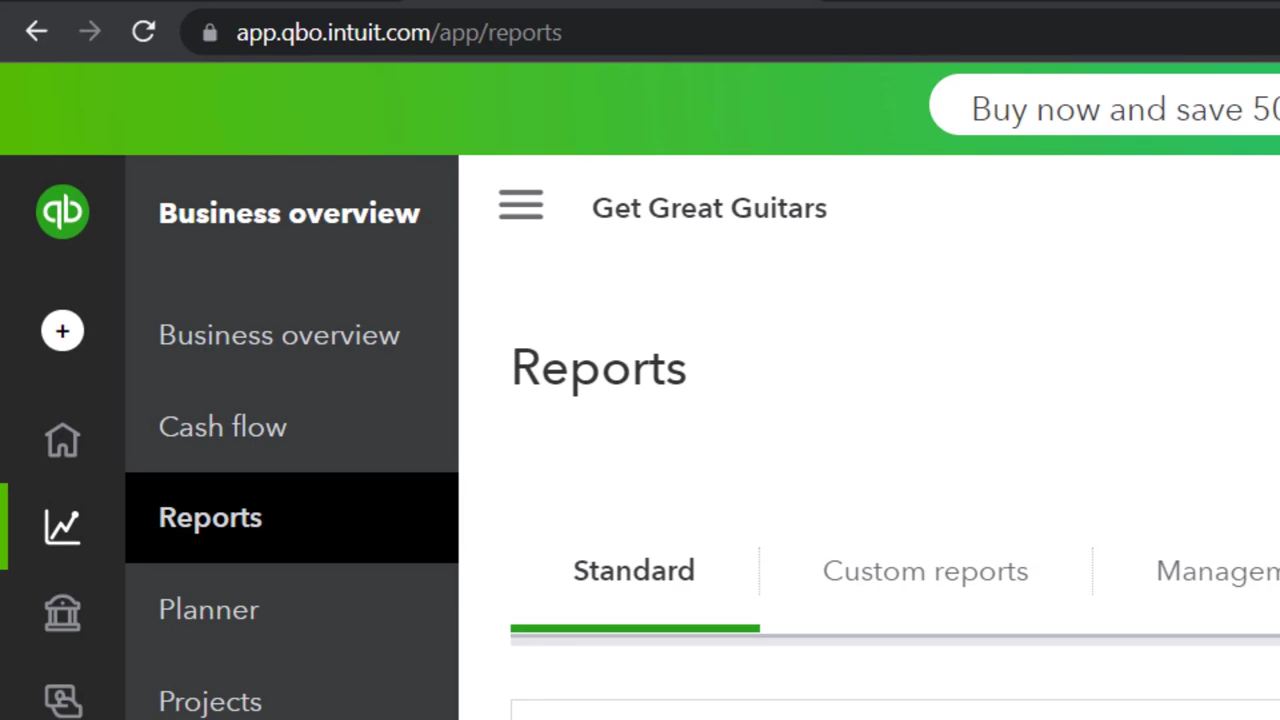 app.qbo.intuit.com/app/reports
Buy now and save 50
qb
Business overview
Get Great Guitars
+
Business overview
Reports
Cash flow
Reports
Standard
Custom reports
Managem
Planner
Projects